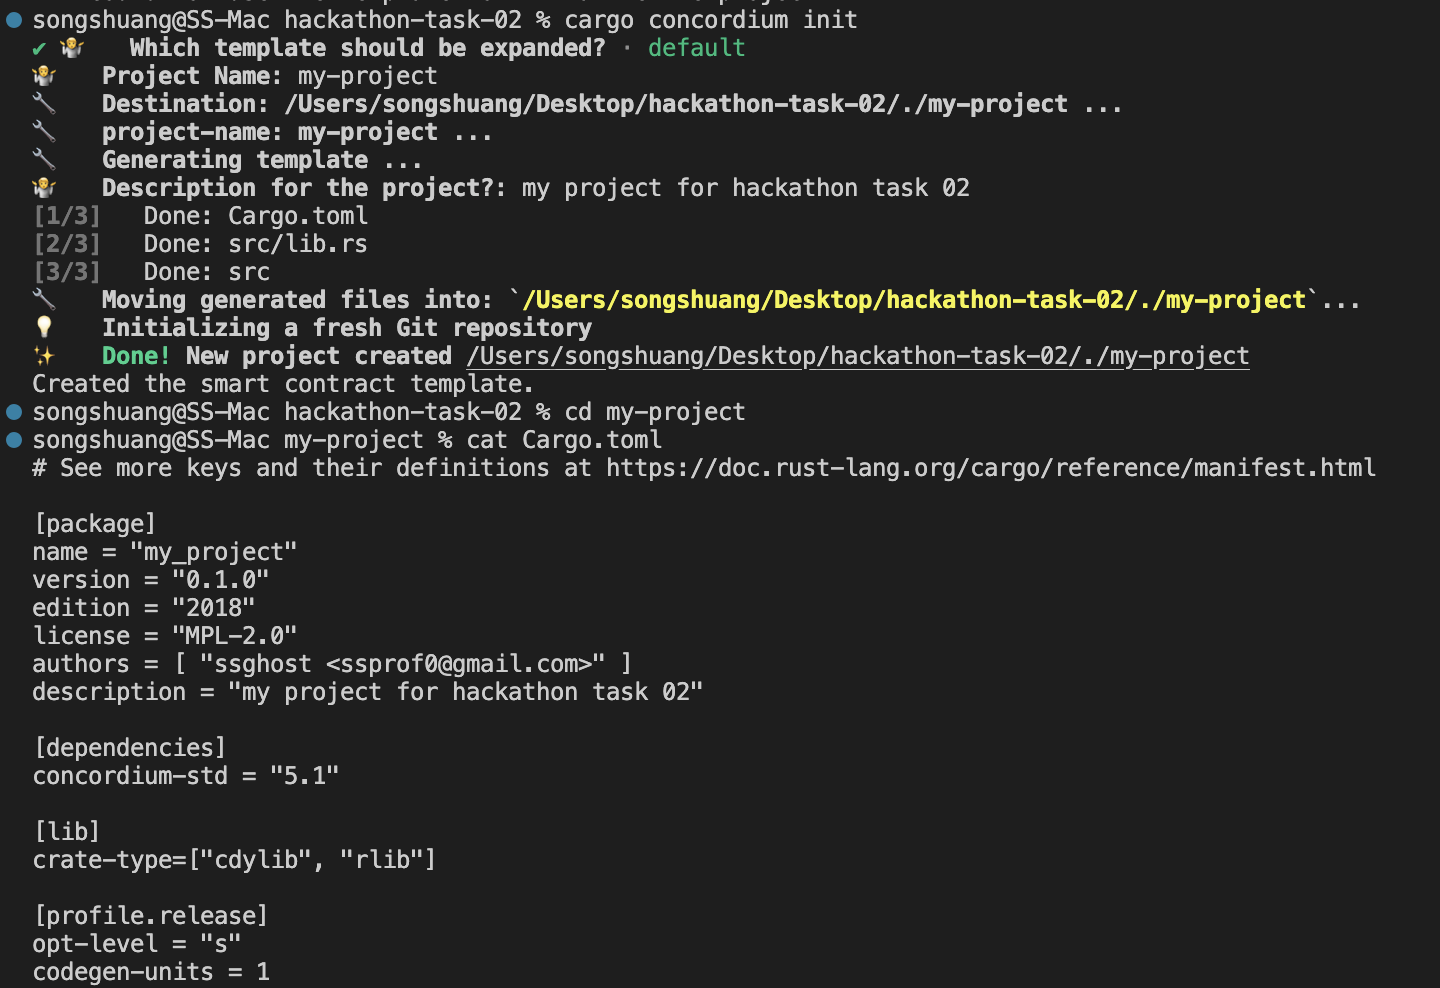 songshuang@SS-Mac hackathon-task-02 % cargo concordium init
✔ 🤷 Which template should be expanded? · default
🤷 Project Name: my-project
🔧 Destination: /Users/songshuang/Desktop/hackathon-task-02/./my-project ...
🔧 project-name: my-project ...
🔧 Generating template ...
🤷 Description for the project?: my project for hackathon task 02
[1/3] Done: Cargo.toml
[2/3] Done: src/lib.rs
[3/3] Done: src
🔧 Moving generated files into: `/Users/songshuang/Desktop/hackathon-task-02/./my-project`...
💡 Initializing a fresh Git repository
✨ Done! New project created /Users/songshuang/Desktop/hackathon-task-02/./my-project
Created the smart contract template.
songshuang@SS-Mac hackathon-task-02 % cd my-project
songshuang@SS-Mac my-project % cat Cargo.toml
# See more keys and their definitions at https://doc.rust-lang.org/cargo/reference/manifest.html
[package]
name = "my_project"
version = "0.1.0"
edition = "2018"
license = "MPL-2.0"
authors = [ "ssghost <ssprof0@gmail.com>" ]
description = "my project for hackathon task 02"
[dependencies]
concordium-std = "5.1"
[lib]
crate-type=["cdylib", "rlib"]
[profile.release]
opt-level = "s"
codegen-units = 1